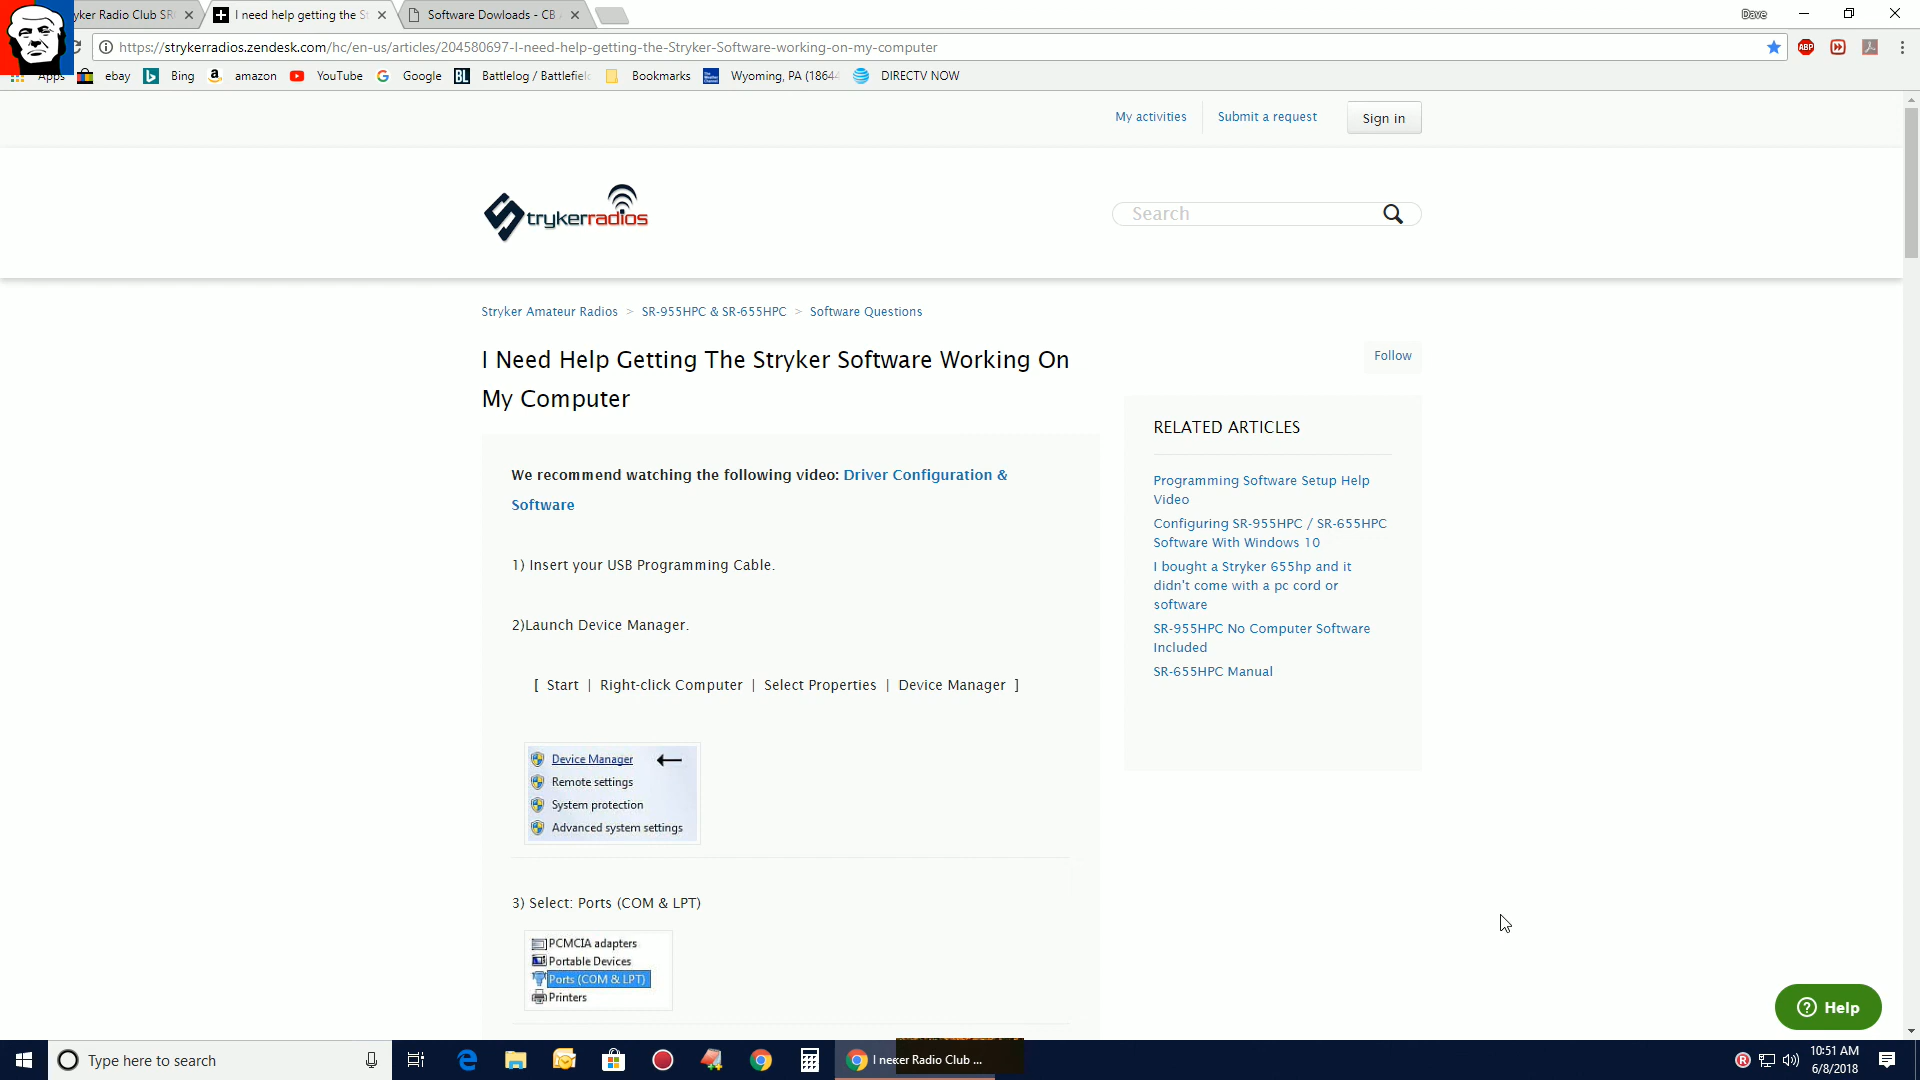 yker Radio Club SR
I need help getting the S
Software Dowloads - CB
Dave
https://strykerradios.zendesk.com/hc/en-us/articles/204580697-I-need-help-getting-the-Stryker-Software-working-on-my-computer
ABP
Apps
ebay
Bing
amazon
YouTube
Google
BL
Battlelog / Battlefiel
Bookmarks
Wyoming, PA (1864
DIRECTV NOW
My activities
Submit a request
Sign in
strykerradios
Search
Stryker Amateur Radios > SR-955HPC & SR-655HPC > Software Questions
I Need Help Getting The Stryker Software Working On
My Computer
Follow
We recommend watching the following video: Driver Configuration &
Software
1) Insert your USB Programming Cable.
2)Launch Device Manager.
[ Start | Right-click Computer | Select Properties | Device Manager ]
Device Manager
Remote settings
System protection
Advanced system settings
3) Select: Ports (COM & LPT)
PCMCIA adapters
Portable Devices
Ports (COM & LPT)
Printers
RELATED ARTICLES
Programming Software Setup Help
Video
Configuring SR-955HPC / SR-655HPC
Software With Windows 10
I bought a Stryker 655hp and it
didn't come with a pc cord or
software
SR-955HPC No Computer Software
Included
SR-655HPC Manual
Help
Type here to search
I ne
ker Radio Club ...
10:51 AM
6/8/2018